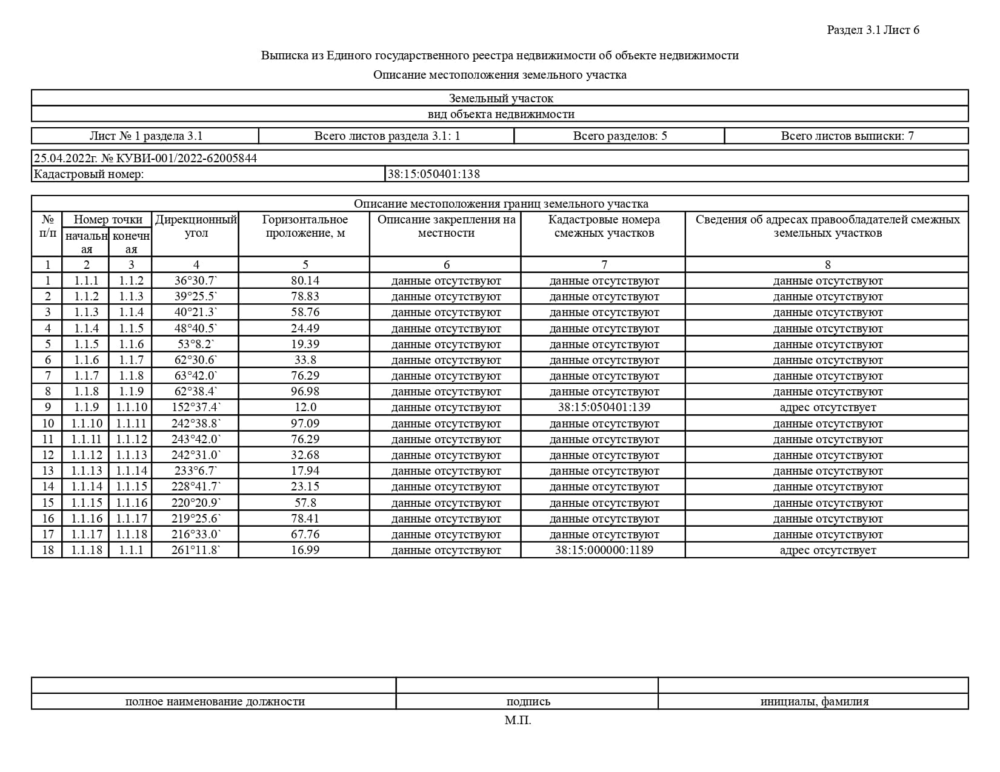 Раздел 3.1 Лист 6
Выписка из Единого государственного реестра недвижимости об объекте недвижимости
Описание местоположения земельного участка
Земельный участок
вид объекта недвижимости
Лист № 1 раздела 3.1 Всего листов раздела 3.1: 1 Всего разделов: 5 Всего листов выписки: 7
25.04.2022г. № КУВИ-001/2022-62005844
Кадастровый номер: 38:15:050401:138
Описание местоположения границ земельного участка
№ п/п Номер точки Дирекционный угол Горизонтальное проложение, м Описание закрепления на местности Кадастровые номера смежных участков Сведения об адресах правообладателей смежных земельных участков
начальная конечная
1 2 3 4 5 6 7 8
1 1.1.1 1.1.2 36°30.7` 80.14 данные отсутствуют данные отсутствуют данные отсутствуют
2 1.1.2 1.1.3 39°25.5` 78.83 данные отсутствуют данные отсутствуют данные отсутствуют
3 1.1.3 1.1.4 40°21.3` 58.76 данные отсутствуют данные отсутствуют данные отсутствуют
4 1.1.4 1.1.5 48°40.5` 24.49 данные отсутствуют данные отсутствуют данные отсутствуют
5 1.1.5 1.1.6 53°8.2` 19.39 данные отсутствуют данные отсутствуют данные отсутствуют
6 1.1.6 1.1.7 62°30.6` 33.8 данные отсутствуют данные отсутствуют данные отсутствуют
7 1.1.7 1.1.8 63°42.0` 76.29 данные отсутствуют данные отсутствуют данные отсутствуют
8 1.1.8 1.1.9 62°38.4` 96.98 данные отсутствуют данные отсутствуют данные отсутствуют
9 1.1.9 1.1.10 152°37.4` 12.0 данные отсутствуют 38:15:050401:139 адрес отсутствует
10 1.1.10 1.1.11 242°38.8` 97.09 данные отсутствуют данные отсутствуют данные отсутствуют
11 1.1.11 1.1.12 243°42.0` 76.29 данные отсутствуют данные отсутствуют данные отсутствуют
12 1.1.12 1.1.13 242°31.0` 32.68 данные отсутствуют данные отсутствуют данные отсутствуют
13 1.1.13 1.1.14 233°6.7` 17.94 данные отсутствуют данные отсутствуют данные отсутствуют
14 1.1.14 1.1.15 228°41.7` 23.15 данные отсутствуют данные отсутствуют данные отсутствуют
15 1.1.15 1.1.16 220°20.9` 57.8 данные отсутствуют данные отсутствуют данные отсутствуют
16 1.1.16 1.1.17 219°25.6` 78.41 данные отсутствуют данные отсутствуют данные отсутствуют
17 1.1.17 1.1.18 216°33.0` 67.76 данные отсутствуют данные отсутствуют данные отсутствуют
18 1.1.18 1.1.1 261°11.8` 16.99 данные отсутствуют 38:15:000000:1189 адрес отсутствует
полное наименование должности подпись инициалы, фамилия
М.П.